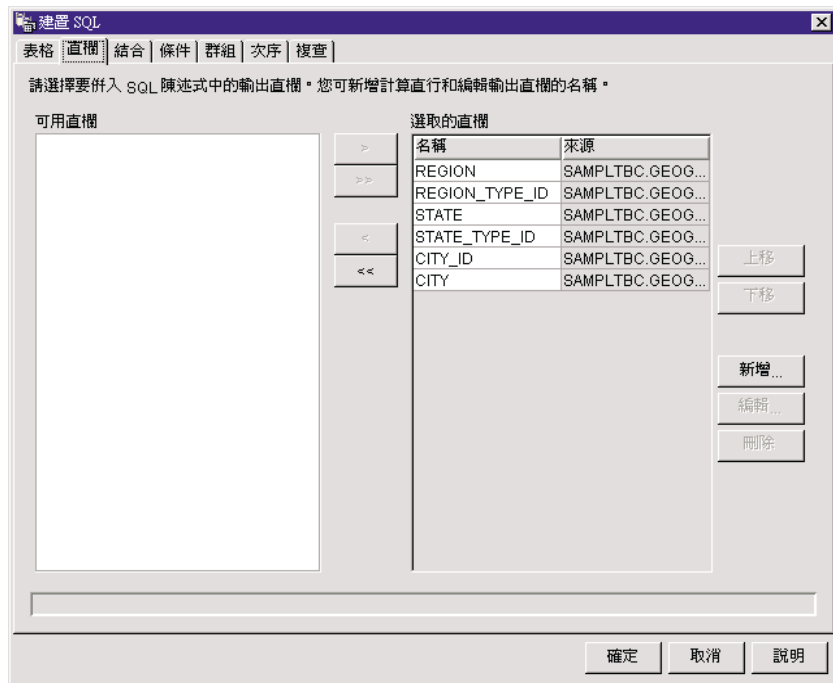 建置 SQL
表格 直欄 結合 條件 群組 次序 複查
請選擇要併入 SQL 陳述式中的輸出直欄。您可新增計算直行和編輯輸出直欄的名稱。
可用直欄
>
>>
<
<<
選取的直欄
名稱 來源
REGION SAMPLTBC.GEOG...
REGION_TYPE_ID SAMPLTBC.GEOG...
STATE SAMPLTBC.GEOG...
STATE_TYPE_ID SAMPLTBC.GEOG...
CITY_ID SAMPLTBC.GEOG...
CITY SAMPLTBC.GEOG...
上移
下移
新增...
編輯...
刪除
確定 取消 說明